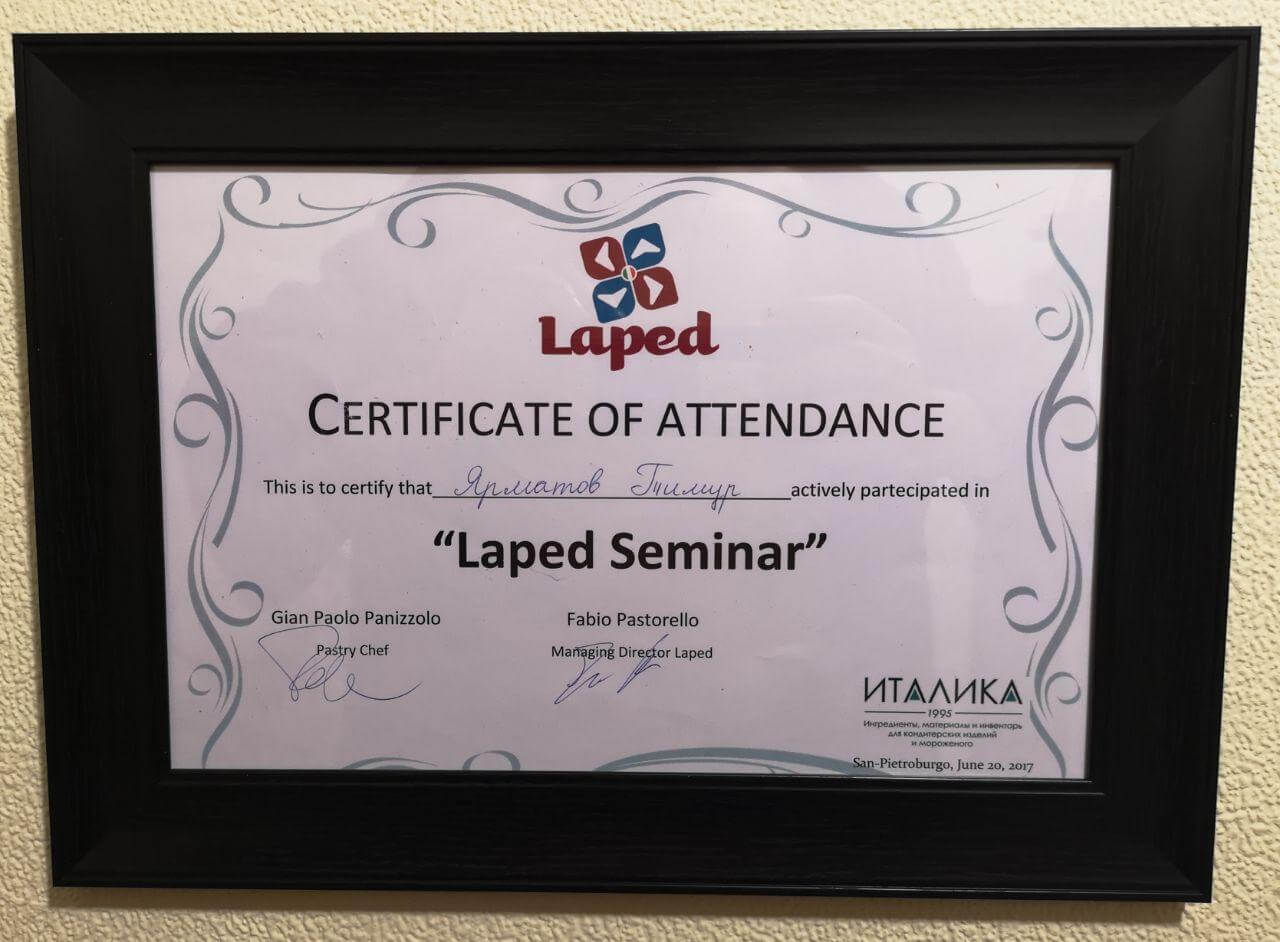 Laped
CERTIFICATE OF ATTENDANCE
This is to certify that Ярматов Тимур actively partecipated in
“Laped Seminar”
Gian Paolo Panizzolo
Pastry Chef
Fabio Pastorello
Managing Director Laped
ИТАЛИКА
1995
Ингредиенты, материалы и инвентарь
для кондитерских изделий
и мороженого
San-Pietroburgo, June 20, 2017